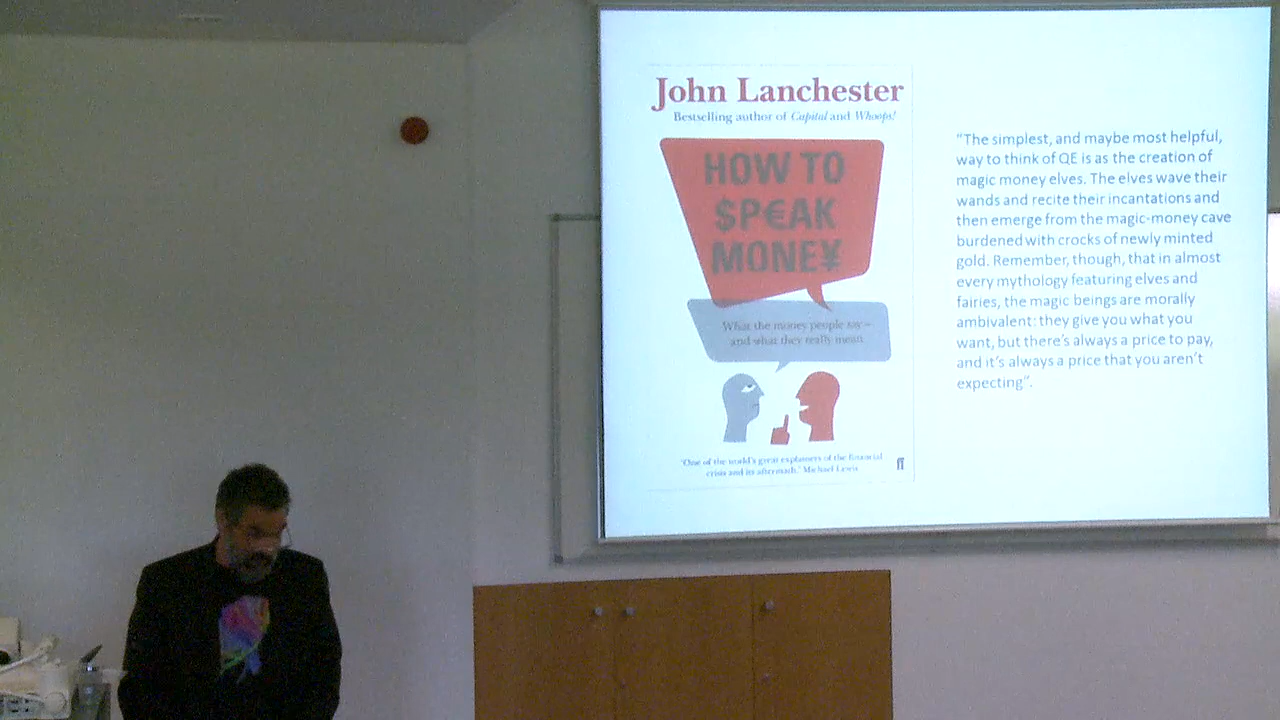 John Lanchester
Bestselling author of Capital and Whoops!
HOW TO
$P€AK
MONE¥
What the money people say –
and what they really mean
'One of the world's great explainers of the financial
crisis and its aftermath.' Michael Lewis
ff
"The simplest, and maybe most helpful,
way to think of QE is as the creation of
magic money elves. The elves wave their
wands and recite their incantations and
then emerge from the magic-money cave
burdened with crocks of newly minted
gold. Remember, though, that in almost
every mythology featuring elves and
fairies, the magic beings are morally
ambivalent: they give you what you
want, but there's always a price to pay,
and it's always a price that you aren't
expecting".